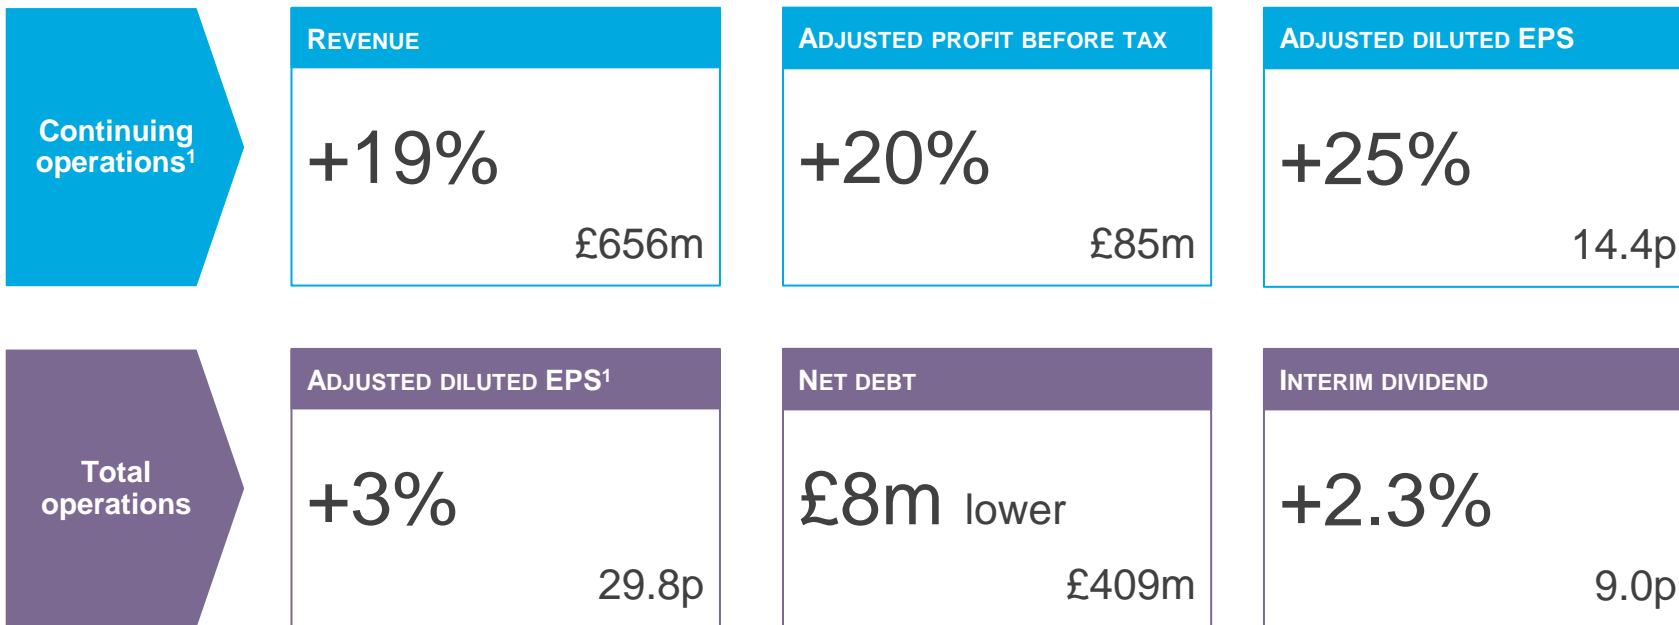 Continuing
operations¹
REVENUE
+19%
£656m
ADJUSTED PROFIT BEFORE TAX
+20%
£85m
ADJUSTED DILUTED EPS
+25%
14.4p
Total
operations
ADJUSTED DILUTED EPS¹
+3%
29.8p
NET DEBT
£8m lower
£409m
INTERIM DIVIDEND
+2.3%
9.0p